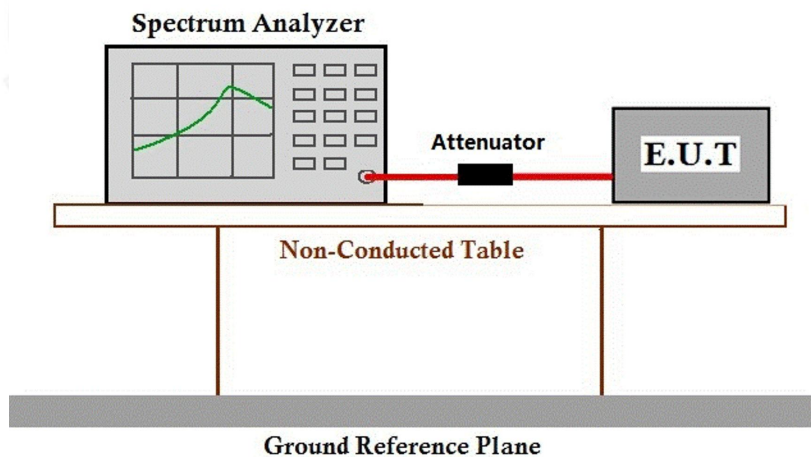 Spectrum Analyzer
Attenuator
E.U.T
Non-Conducted Table
Ground Reference Plane